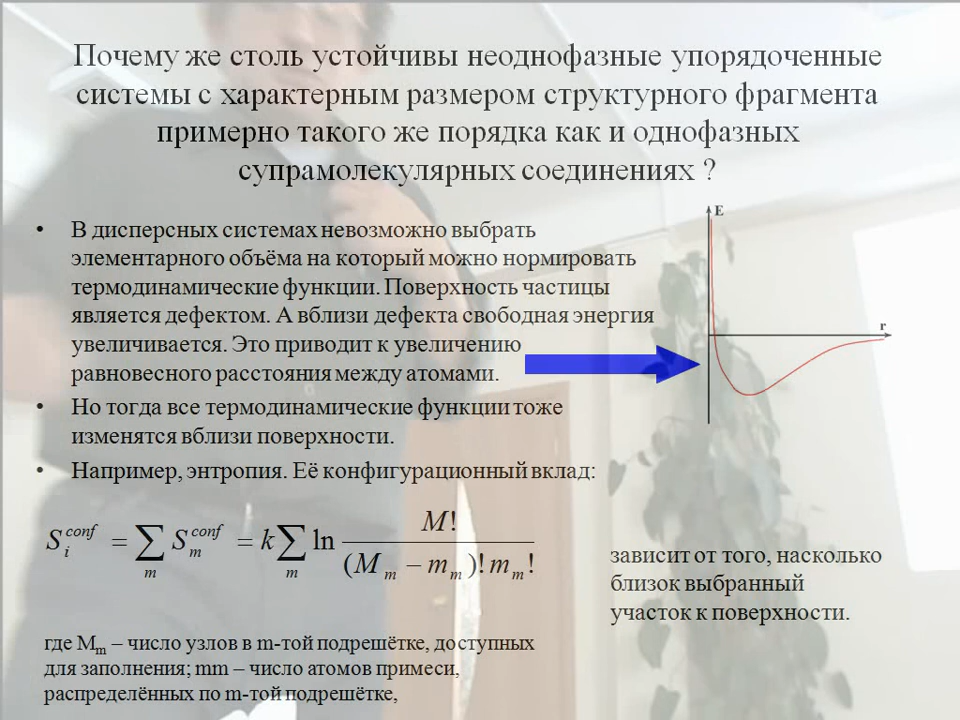 Почему же столь устойчивы неоднофазные упорядоченные
системы с характерным размером структурного фрагмента
примерно такого же порядка как и однофазных
супрамолекулярных соединениях ?
• В дисперсных системах невозможно выбрать
элементарного объёма на который можно нормировать
термодинамические функции. Поверхность частицы
является дефектом. А вблизи дефекта свободная энергия
увеличивается. Это приводит к увеличению
равновесного расстояния между атомами.
E
r
• Но тогда все термодинамические функции тоже
изменятся вблизи поверхности.
• Например, энтропия. Её конфигурационный вклад:
S_i^{conf} = ∑_m S_m^{conf} = k ∑_m ln M! / ((M_m − m_m)! m_m!)
зависит от того, насколько
близок выбранный
участок к поверхности.
где M_m – число узлов в m-той подрешётке, доступных
для заполнения; mm – число атомов примеси,
распределённых по m-той подрешётке,